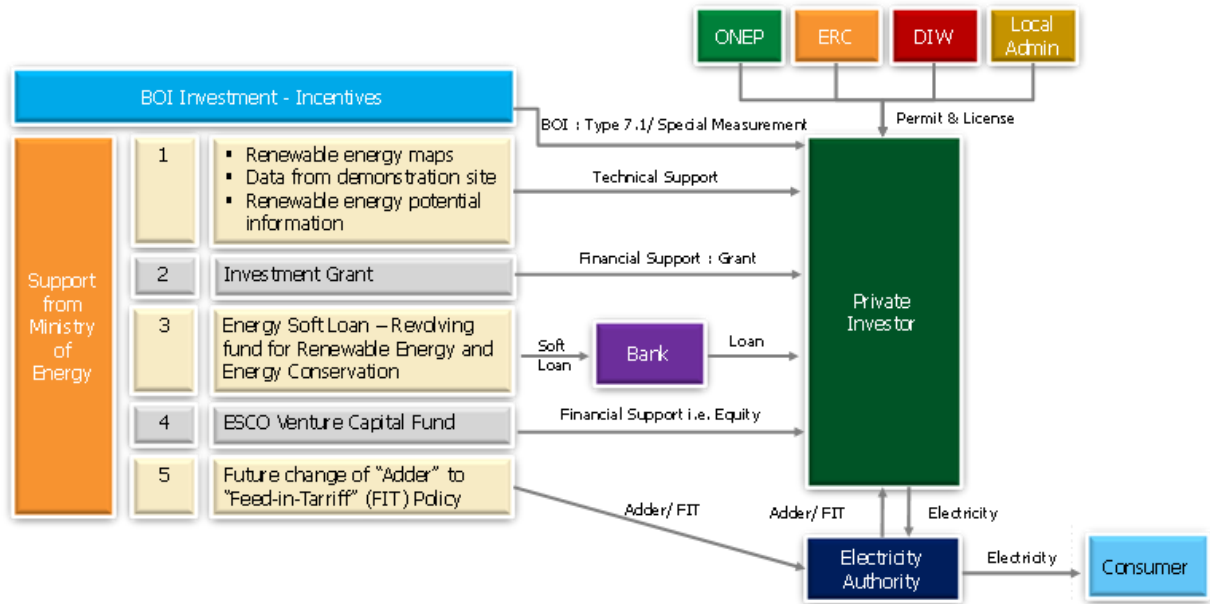 ONEP
ERC
DIW
Local
Admin
BOI Investment - Incentives
BOI : Type 7.1/ Special Measurement
Permit & License
Support
from
Ministry
of
Energy
1
▪ Renewable energy maps
▪ Data from demonstration site
▪ Renewable energy potential
information
Technical Support
2
Investment Grant
Financial Support : Grant
3
Energy Soft Loan – Revolving
fund for Renewable Energy and
Energy Conservation
Soft
Loan
Bank
Loan
Private
Investor
4
ESCO Venture Capital Fund
Financial Support i.e. Equity
5
Future change of "Adder" to
"Feed-in-Tarriff" (FIT) Policy
Adder/ FIT
Adder/ FIT
Electricity
Electricity
Authority
Electricity
Consumer